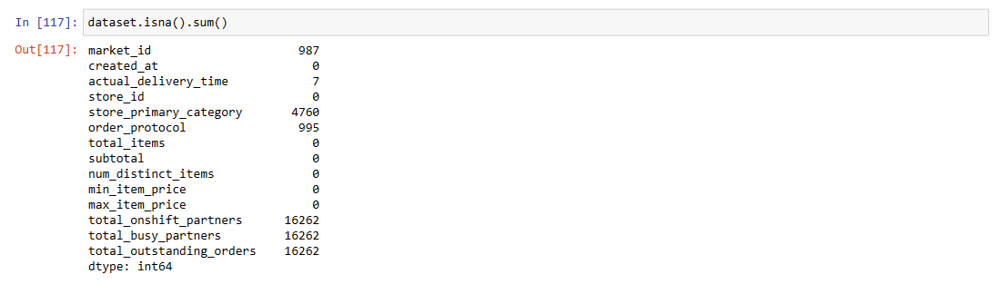 In [117]: dataset.isna().sum()
Out[117]: market_id 987
created_at 0
actual_delivery_time 7
store_id 0
store_primary_category 4760
order_protocol 995
total_items 0
subtotal 0
num_distinct_items 0
min_item_price 0
max_item_price 0
total_onshift_partners 16262
total_busy_partners 16262
total_outstanding_orders 16262
dtype: int64